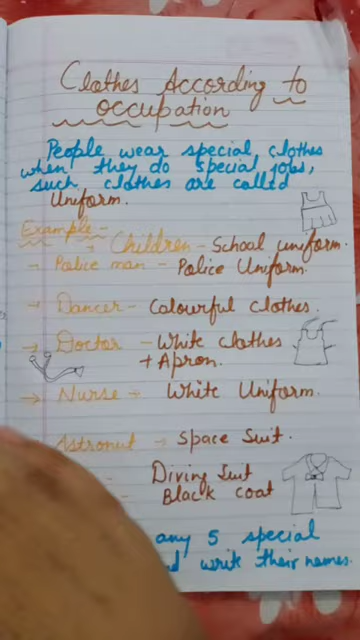 Clothes According to
occupation
People wear special clothes
when they do special jobs,
such clothes are called
Uniform.
Example-
→ Children - School uniform.
→ Police man - Police Uniform.
→ Dancer - Colourful clothes.
→ Doctor - White clothes
+ Apron.
→ Nurse → White Uniform.
Astronut → Space Suit.
Diving Suit
Black coat
any 5 special
write their names.